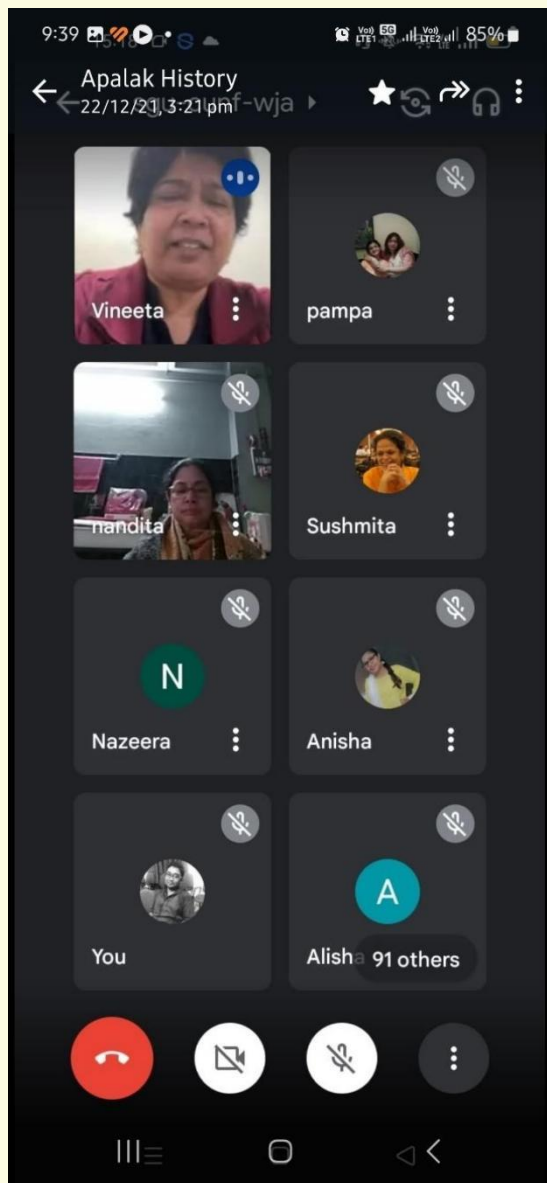 9:39
85%
Apalak History
22/12/21, 3:21 pm
Vineeta
pampa
nandita
Sushmita
N
Nazeera
Anisha
You
A
Alisha
91 others